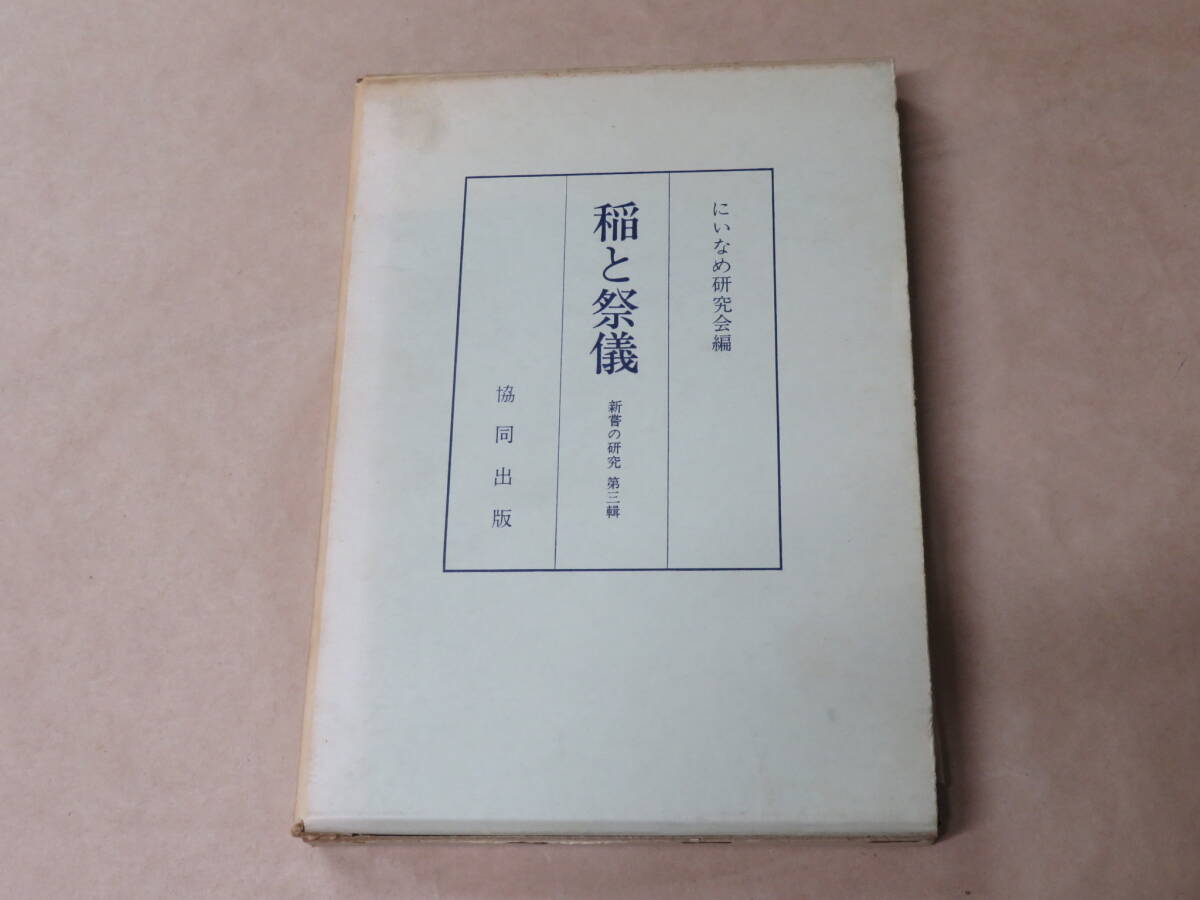 にいなめ研究会編
稲と祭儀
新嘗の研究 第三輯
協同出版